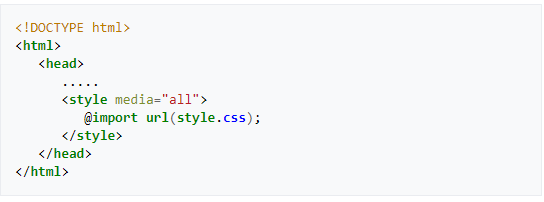 <!DOCTYPE html>
<html>
<head>
.....
<style media="all">
@import url(style.css);
</style>
</head>
</html>